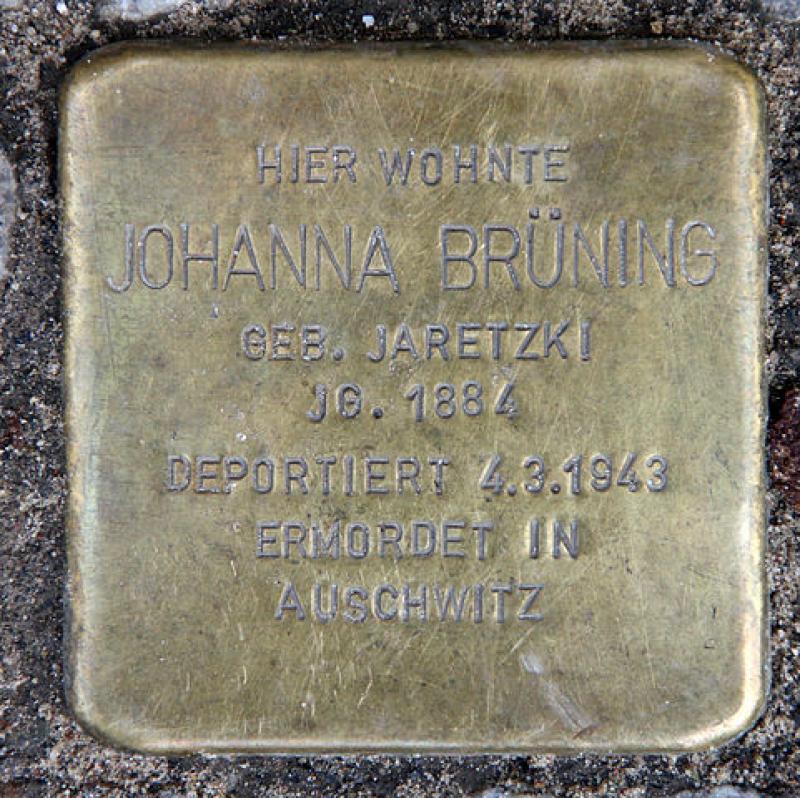 HIER WOHNTE
JOHANNA BRÜNING
GEB. JARETZKI
JG. 1884
DEPORTIERT 4.3.1943
ERMORDET IN
AUSCHWITZ